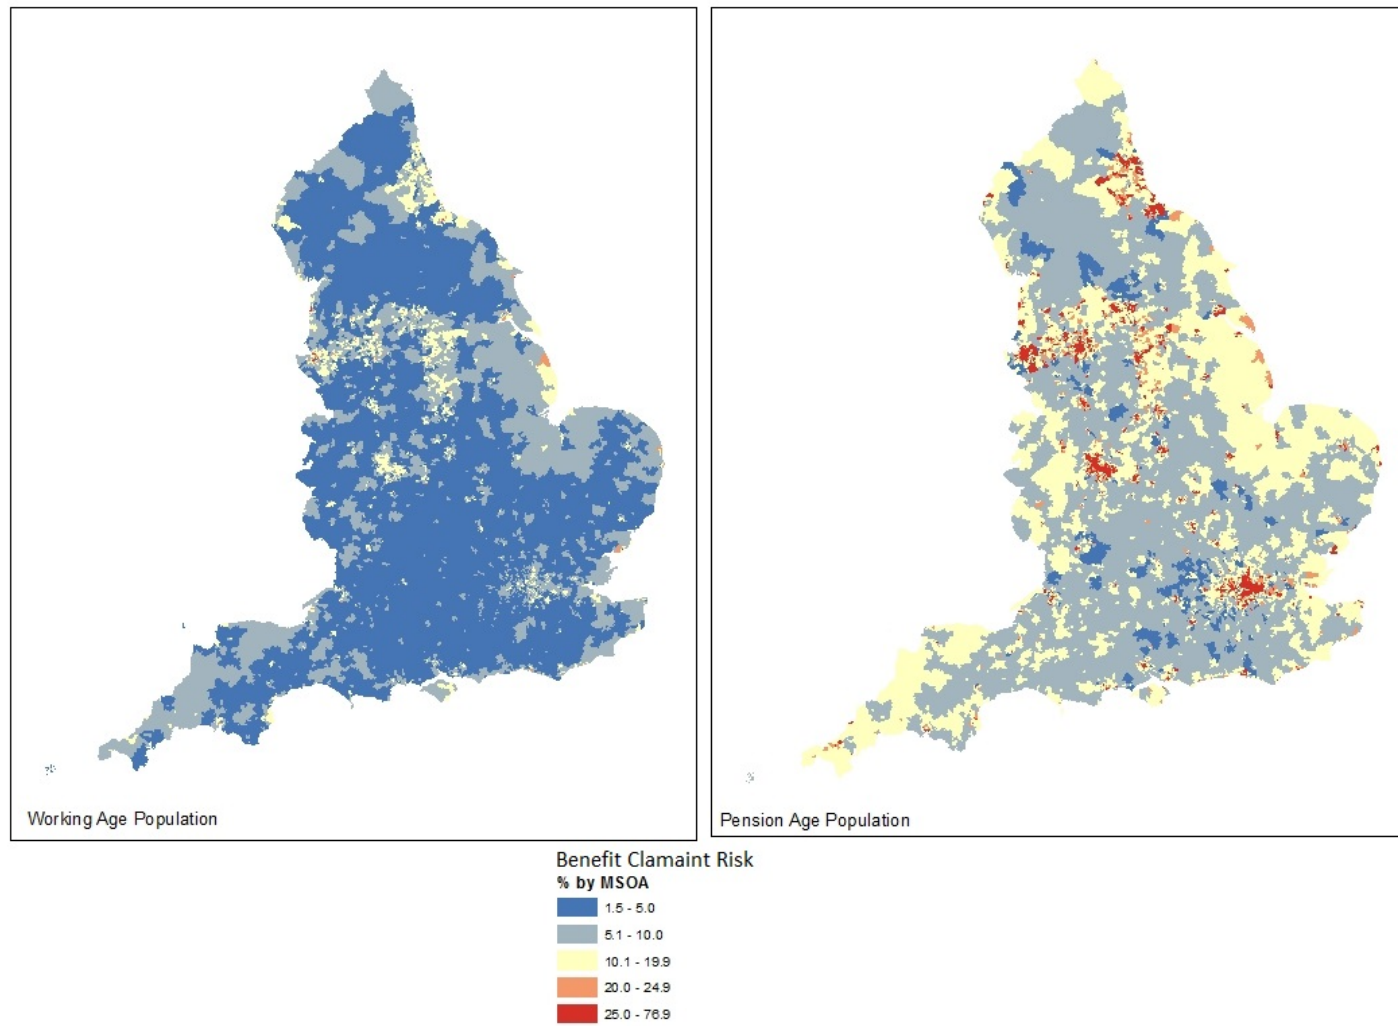 Working Age Population
Pension Age Population
Benefit Clamaint Risk
% by MSOA
1.5 - 5.0
5.1 - 10.0
10.1 - 19.9
20.0 - 24.9
25.0 - 76.9